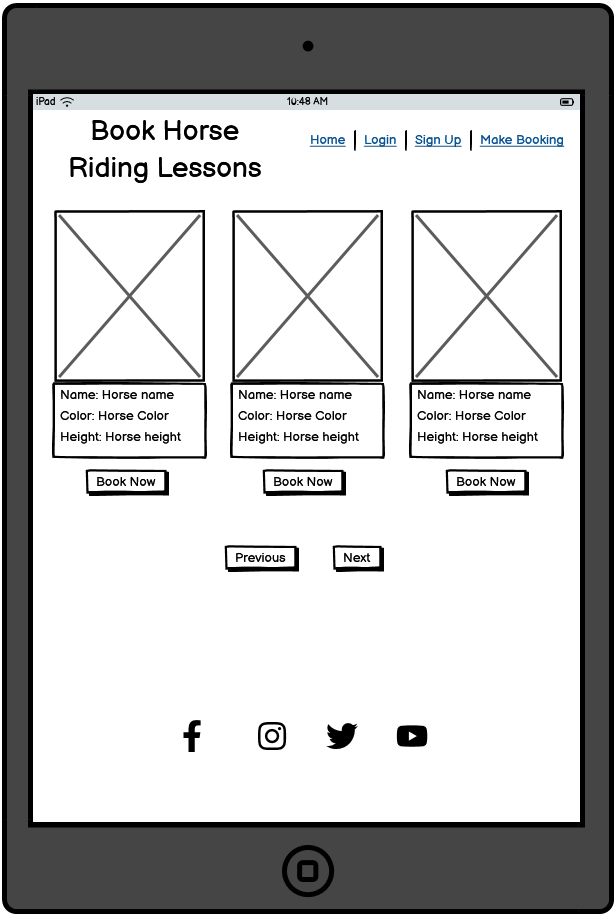 iPad 10:48 AM
Book Horse
Riding Lessons
Home Login Sign Up Make Booking
Name: Horse name
Color: Horse Color
Height: Horse height
Name: Horse name
Color: Horse Color
Height: Horse height
Name: Horse name
Color: Horse Color
Height: Horse height
Book Now Book Now Book Now
Previous Next